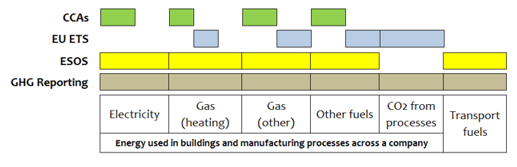 CCAs
EU ETS
ESOS
GHG Reporting
Electricity
Gas
(heating)
Gas
(other)
Other fuels
CO2 from
processes
Transport
fuels
Energy used in buildings and manufacturing processes across a company